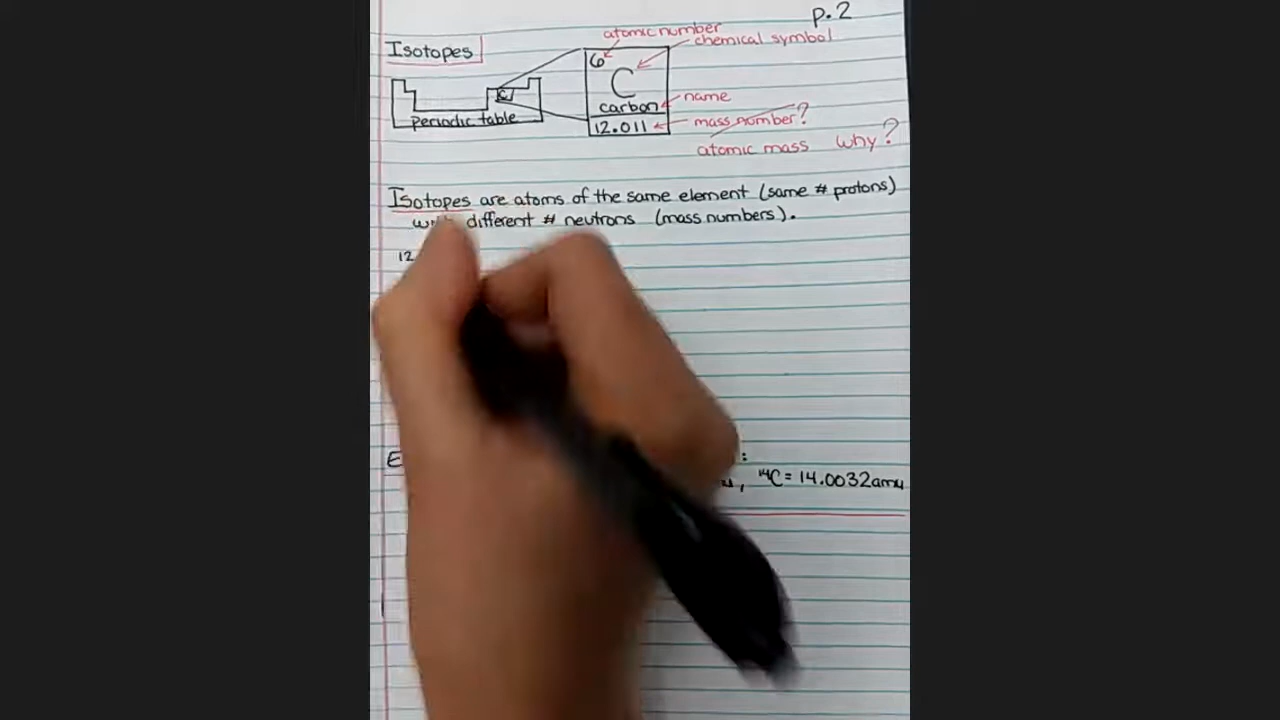 p.2
Isotopes
atomic number
chemical symbol
6
C
carbon
name
C
periodic table
12.011
mass number?
atomic mass why?
Isotopes are atoms of the same element (same # protons)
different # neutrons (mass numbers).
12
E
:
, ¹⁴C = 14.0032amu